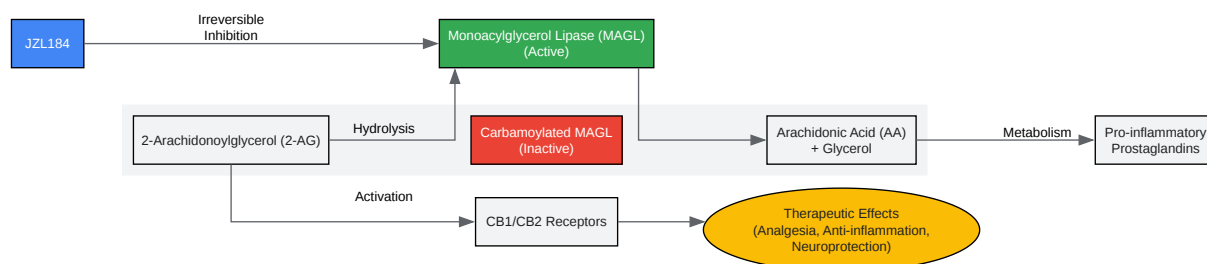 JZL184
Irreversible
Inhibition
Monoacylglycerol Lipase (MAGL)
(Active)
2-Arachidonoylglycerol (2-AG)
Hydrolysis
Carbamoylated MAGL
(Inactive)
Arachidonic Acid (AA)
+ Glycerol
Metabolism
Pro-inflammatory
Prostaglandins
Activation
CB1/CB2 Receptors
Therapeutic Effects
(Analgesia, Anti-inflammation,
Neuroprotection)